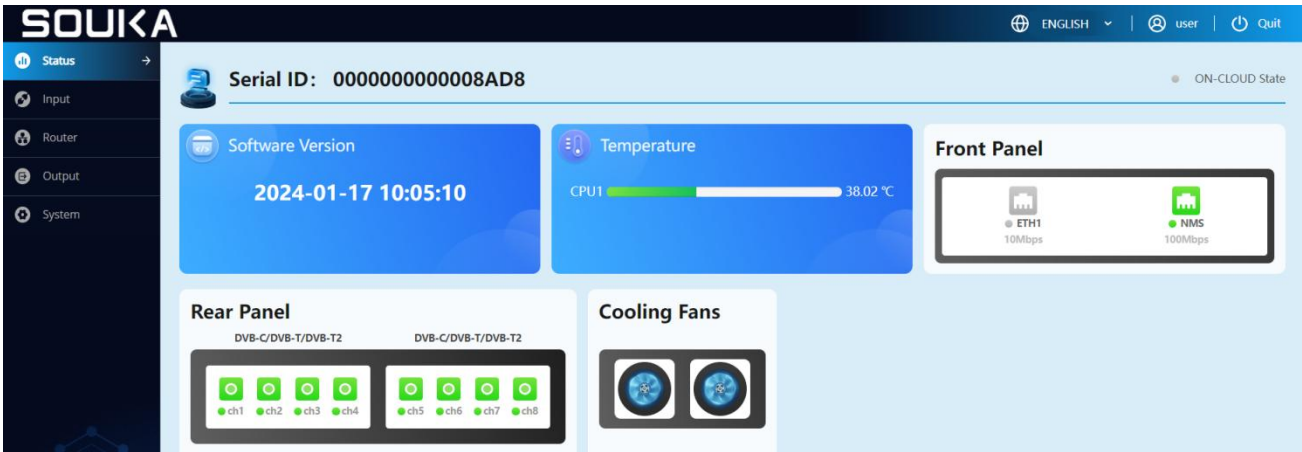 SOUKA
ENGLISH
user
Quit
Status
Input
Router
Output
System
Serial ID: 0000000000008AD8
ON-CLOUD State
Software Version
2024-01-17 10:05:10
Temperature
CPU1 38.02 ℃
Front Panel
ETH1 NMS
10Mbps 100Mbps
Rear Panel
DVB-C/DVB-T/DVB-T2 DVB-C/DVB-T/DVB-T2
ch1 ch2 ch3 ch4 ch5 ch6 ch7 ch8
Cooling Fans